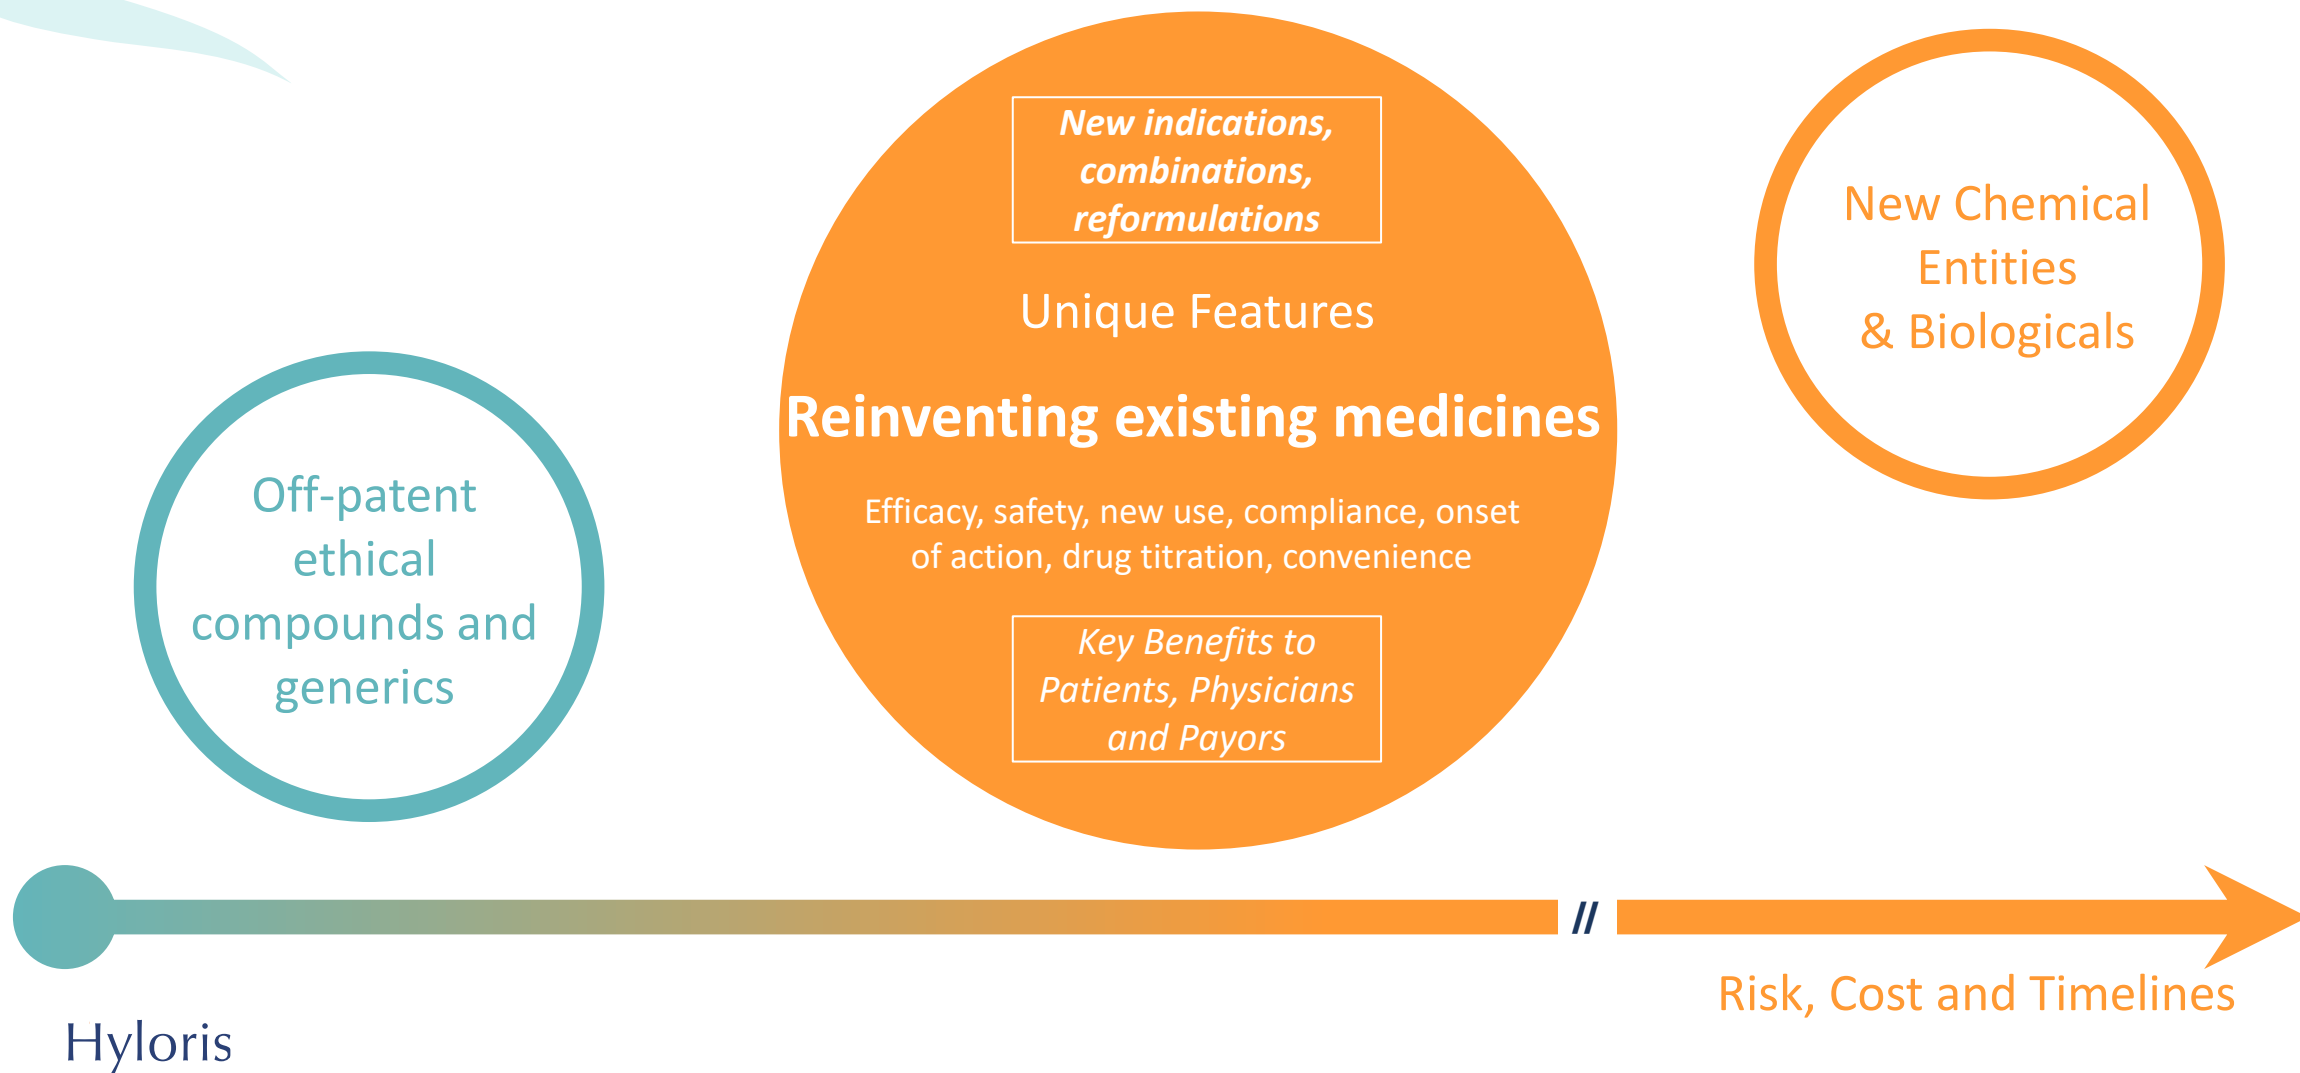 Off-patent
ethical
compounds and
generics
New indications,
combinations,
reformulations
Unique Features
Reinventing existing medicines
Efficacy, safety, new use, compliance, onset
of action, drug titration, convenience
Key Benefits to
Patients, Physicians
and Payors
New Chemical
Entities
& Biologicals
//
Risk, Cost and Timelines
Hyloris